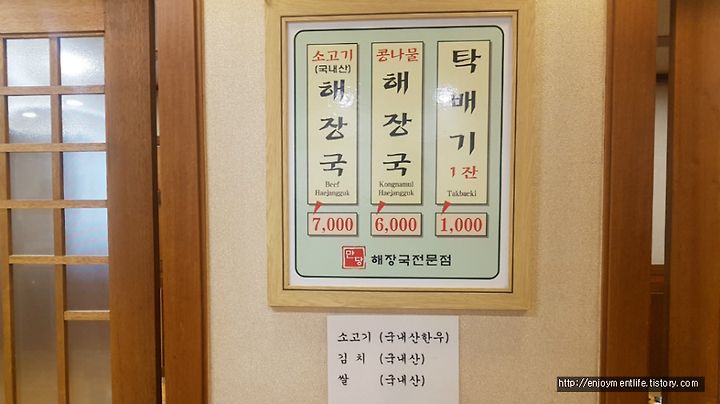 소고기
(국내산)
해장국
Beef
Haejangguk
7,000
콩나물
해장국
Kongnamul
Haejangguk
6,000
탁배기
1잔
Takbaeki
1,000
만당 해장국전문점
소고기 (국내산한우)
김치 (국내산)
쌀 (국내산)
http://enjoymentlife.tistory.com